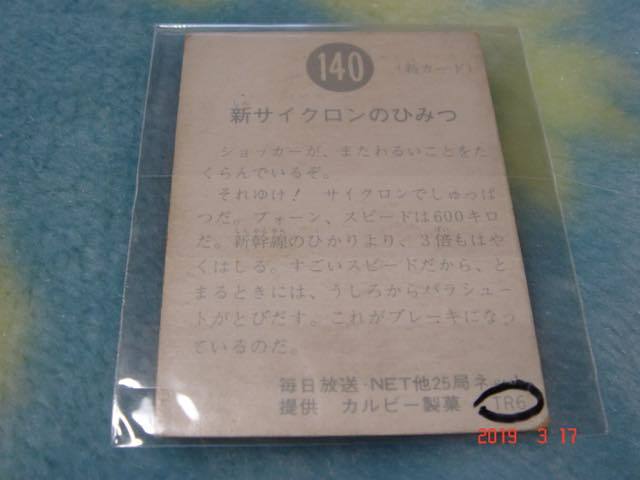 140
(新カード)
新サイクロンのひみつ
ショッカーが、またわるいことをた
くらんでいるぞ。
それゆけ! サイクロンでしゅっぱ
つだ。ブォーン、スピードは600キロ
だ。新幹線のひかりより、3倍もはや
くはしる。すごいスピードだから、と
まるときには、うしろからパラシュー
トがとびだす。これがブレーキになっ
ているのだ。
毎日放送・NET他25局ネット
提供 カルビー製菓 TR6
2019 3 17